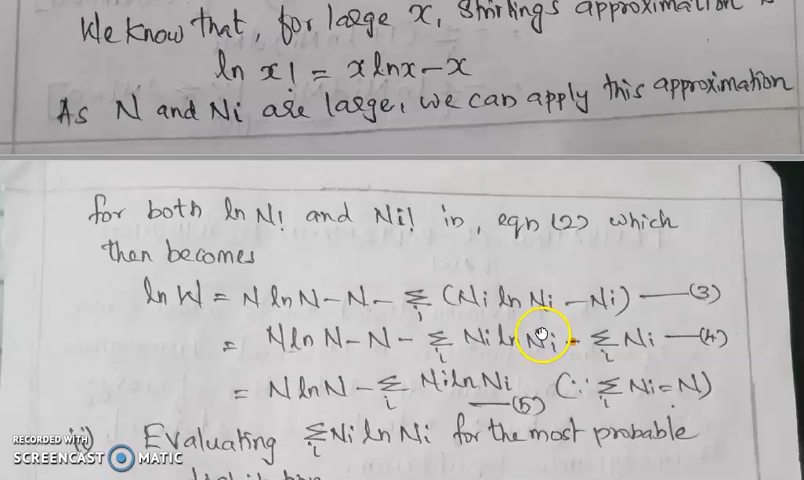 We know that, for large x, Stirlings approximation
ln x! = x ln x - x
As N and Ni are large, we can apply this approximation
for both ln N! and Ni! in, eqn (2) which
then becomes
ln W = N ln N - N - Σi (Ni ln Ni - Ni) —(3)
= N ln N - N - Σi Ni ln Ni - Σi Ni —(4)
= N ln N - Σi Ni ln Ni (∵ Σi Ni = N)
—(5)
ii) Evaluating Σi Ni ln Ni for the most probable
RECORDED WITH
SCREENCAST MATIC